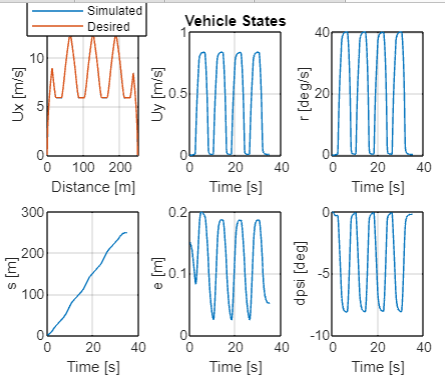 Simulated
Desired
Vehicle States
10
5
0
0 100 200
Ux [m/s]
Distance [m]
1
0.5
0
0 20 40
Uy [m/s]
Time [s]
40
20
0
0 20 40
r [deg/s]
Time [s]
300
200
100
0
0 20 40
s [m]
Time [s]
0.2
0.1
0
0 20 40
e [m]
Time [s]
0
-5
-10
0 20 40
dpsi [deg]
Time [s]